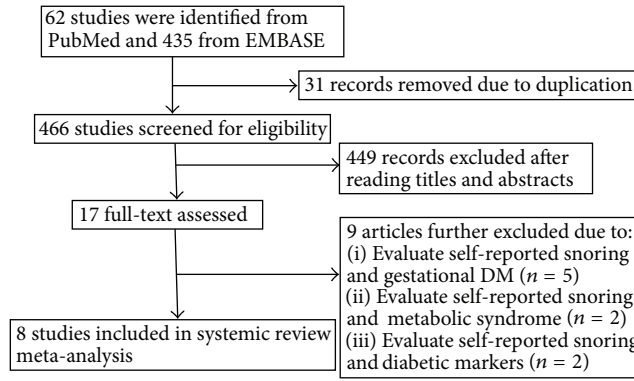 62 studies were identified from
PubMed and 435 from EMBASE
31 records removed due to duplication
466 studies screened for eligibility
449 records excluded after
reading titles and abstracts
17 full-text assessed
9 articles further excluded due to:
(i) Evaluate self-reported snoring
and gestational DM (n = 5)
(ii) Evaluate self-reported snoring
and metabolic syndrome (n = 2)
(iii) Evaluate self-reported snoring
and diabetic markers (n = 2)
8 studies included in systemic review
meta-analysis